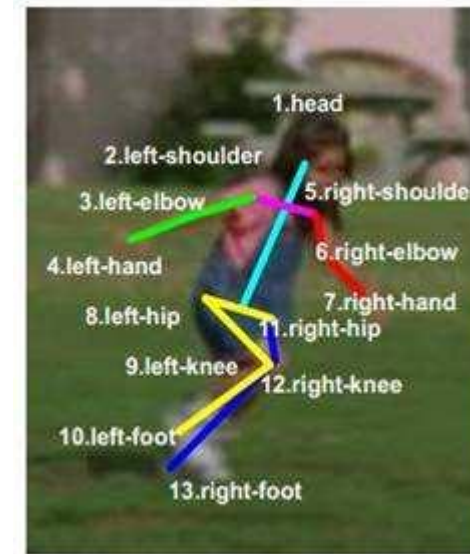 1.head
2.left-shoulder
5.right-shoulde
3.left-elbow
6.right-elbow
4.left-hand
7.right-hand
8.left-hip
11.right-hip
9.left-knee
12.right-knee
10.left-foot
13.right-foot